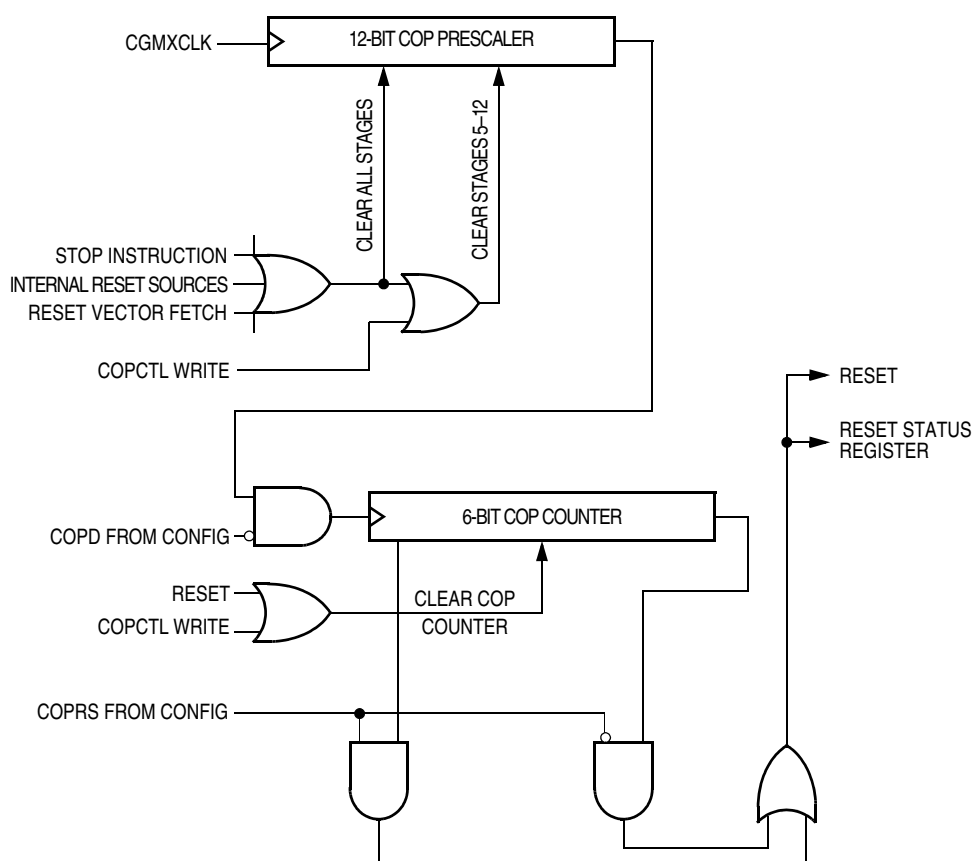 CGMXCLK
12-BIT COP PRESCALER
CLEAR ALL STAGES
CLEAR STAGES 5–12
STOP INSTRUCTION
INTERNAL RESET SOURCES
RESET VECTOR FETCH
COPCTL WRITE
RESET
RESET STATUS
REGISTER
6-BIT COP COUNTER
COPD FROM CONFIG
RESET
COPCTL WRITE
CLEAR COP
COUNTER
COPRS FROM CONFIG